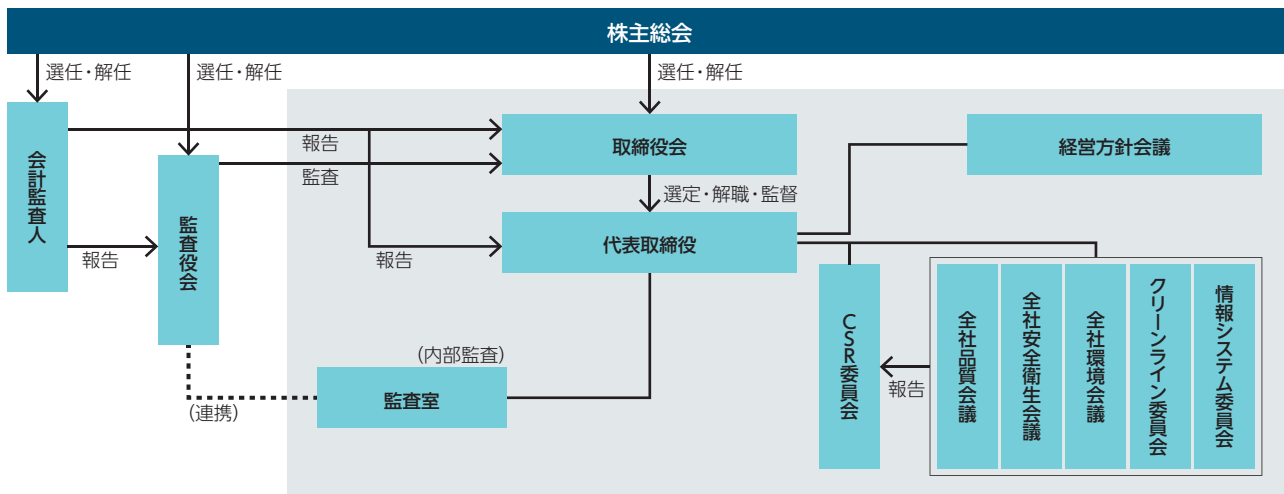 株主総会
選任・解任
選任・解任
選任・解任
会計監査人
監査役会
報告
監査
取締役会
経営方針会議
選定・解職・監督
代表取締役
報告
報告
(内部監査)
監査室
(連携)
CSR委員会
報告
全社品質会議
全社安全衛生会議
全社環境会議
クリーンライン委員会
情報システム委員会